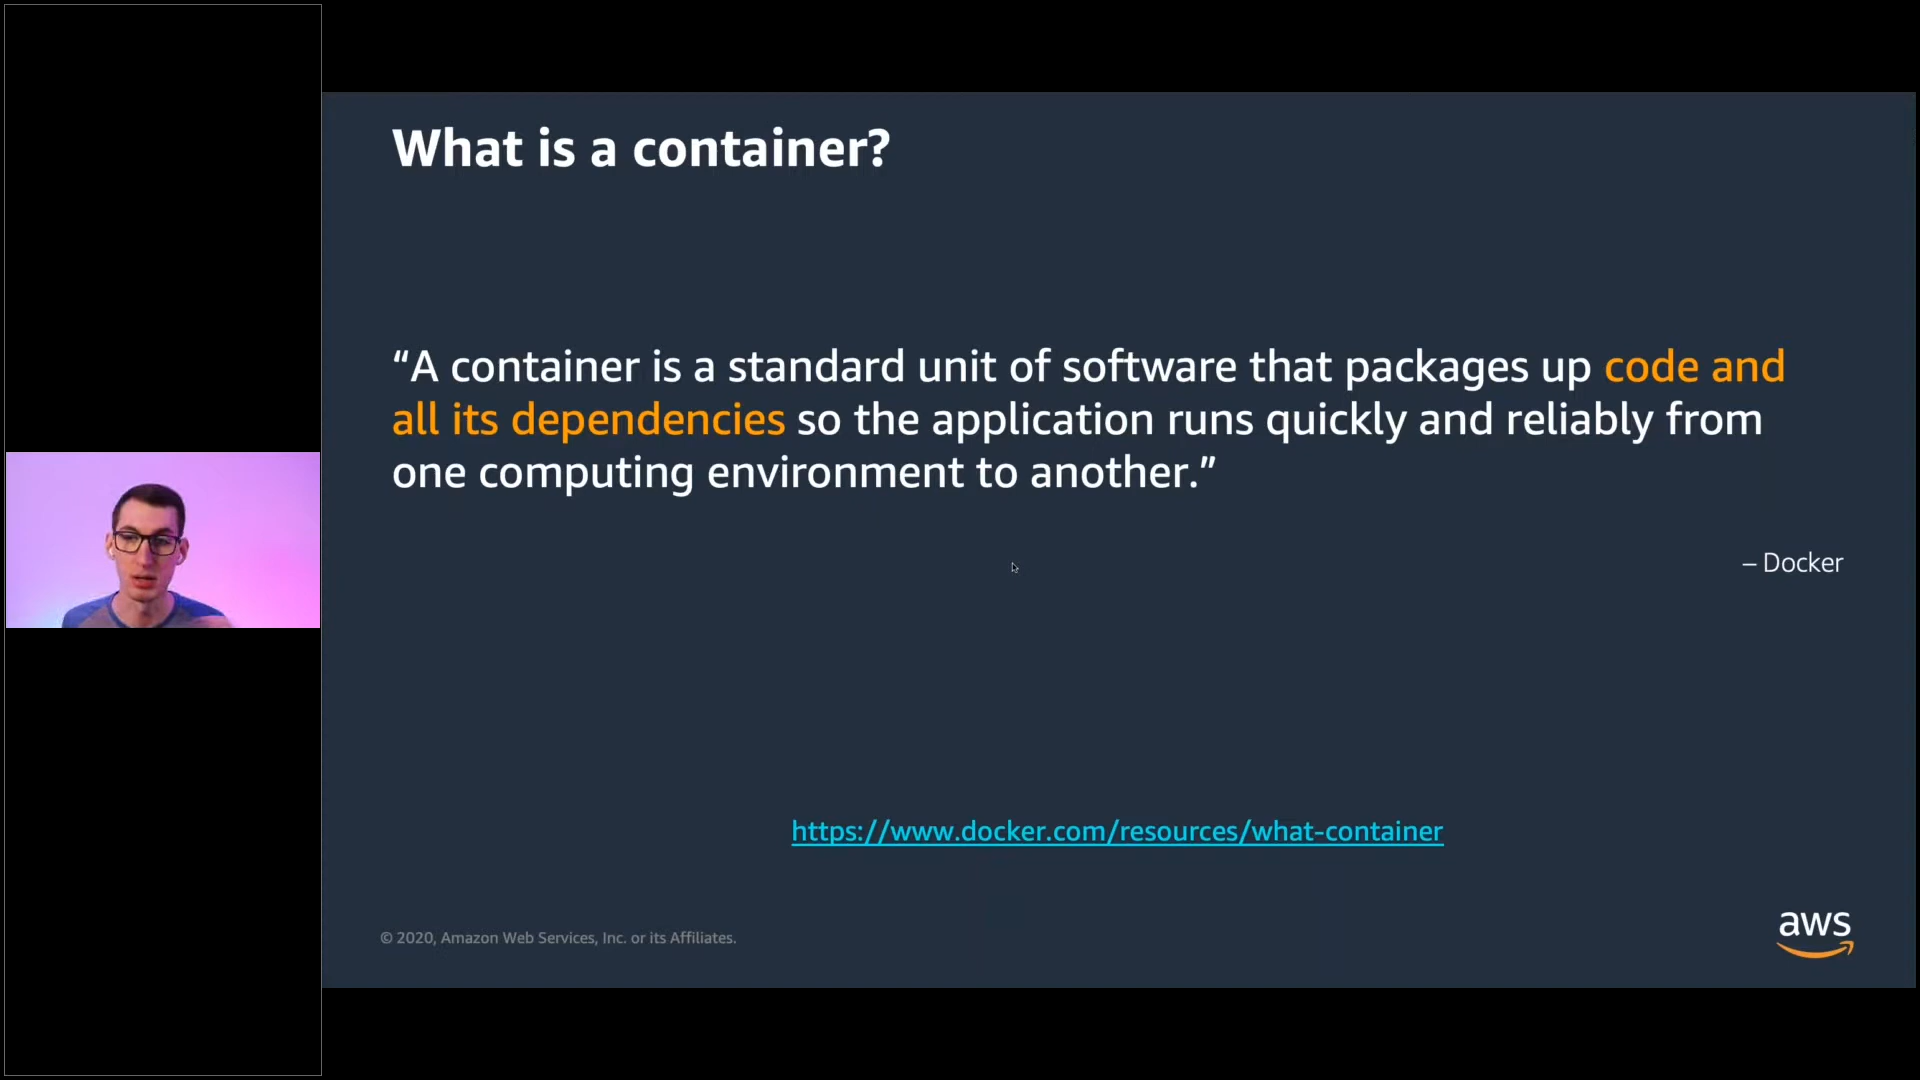 What is a container?
“A container is a standard unit of software that packages up code and
all its dependencies so the application runs quickly and reliably from
one computing environment to another.”
– Docker
https://www.docker.com/resources/what-container
© 2020, Amazon Web Services, Inc. or its Affiliates.
aws